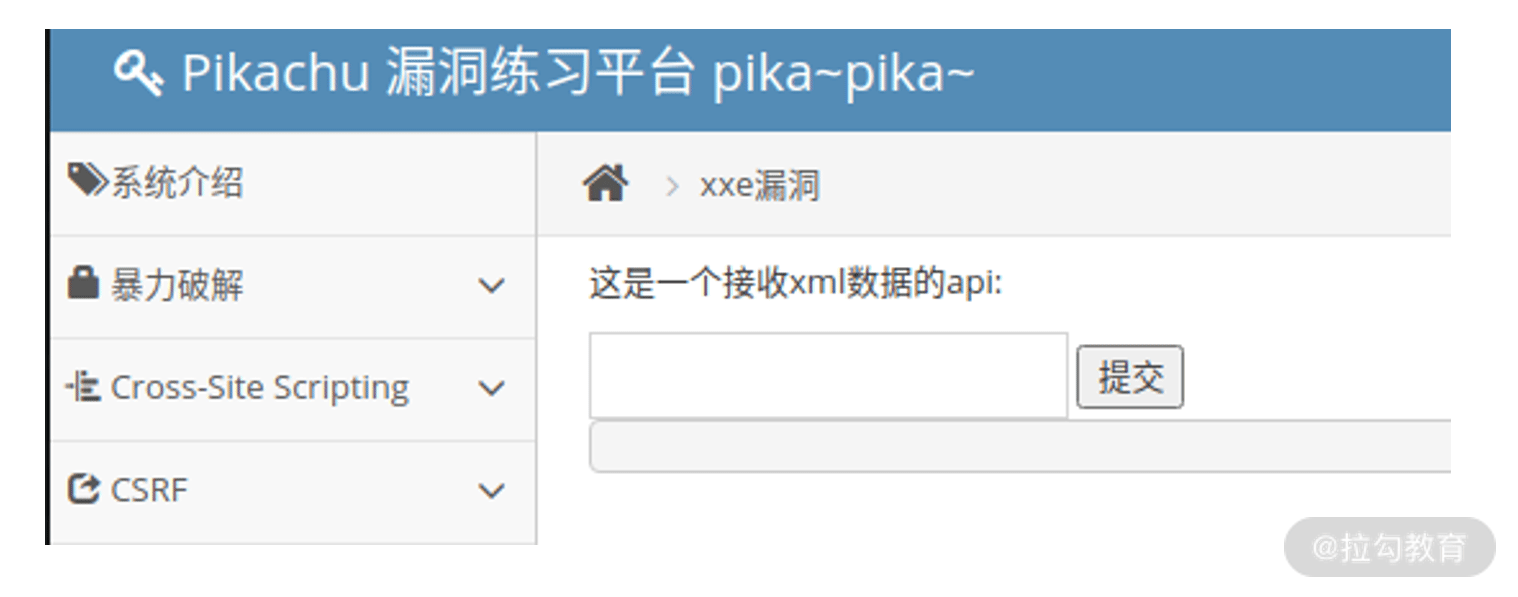 Pikachu 漏洞练习平台 pika~pika~
系统介绍
暴力破解
Cross-Site Scripting
CSRF
xxe漏洞
这是一个接收xml数据的api:
提交
@拉勾教育